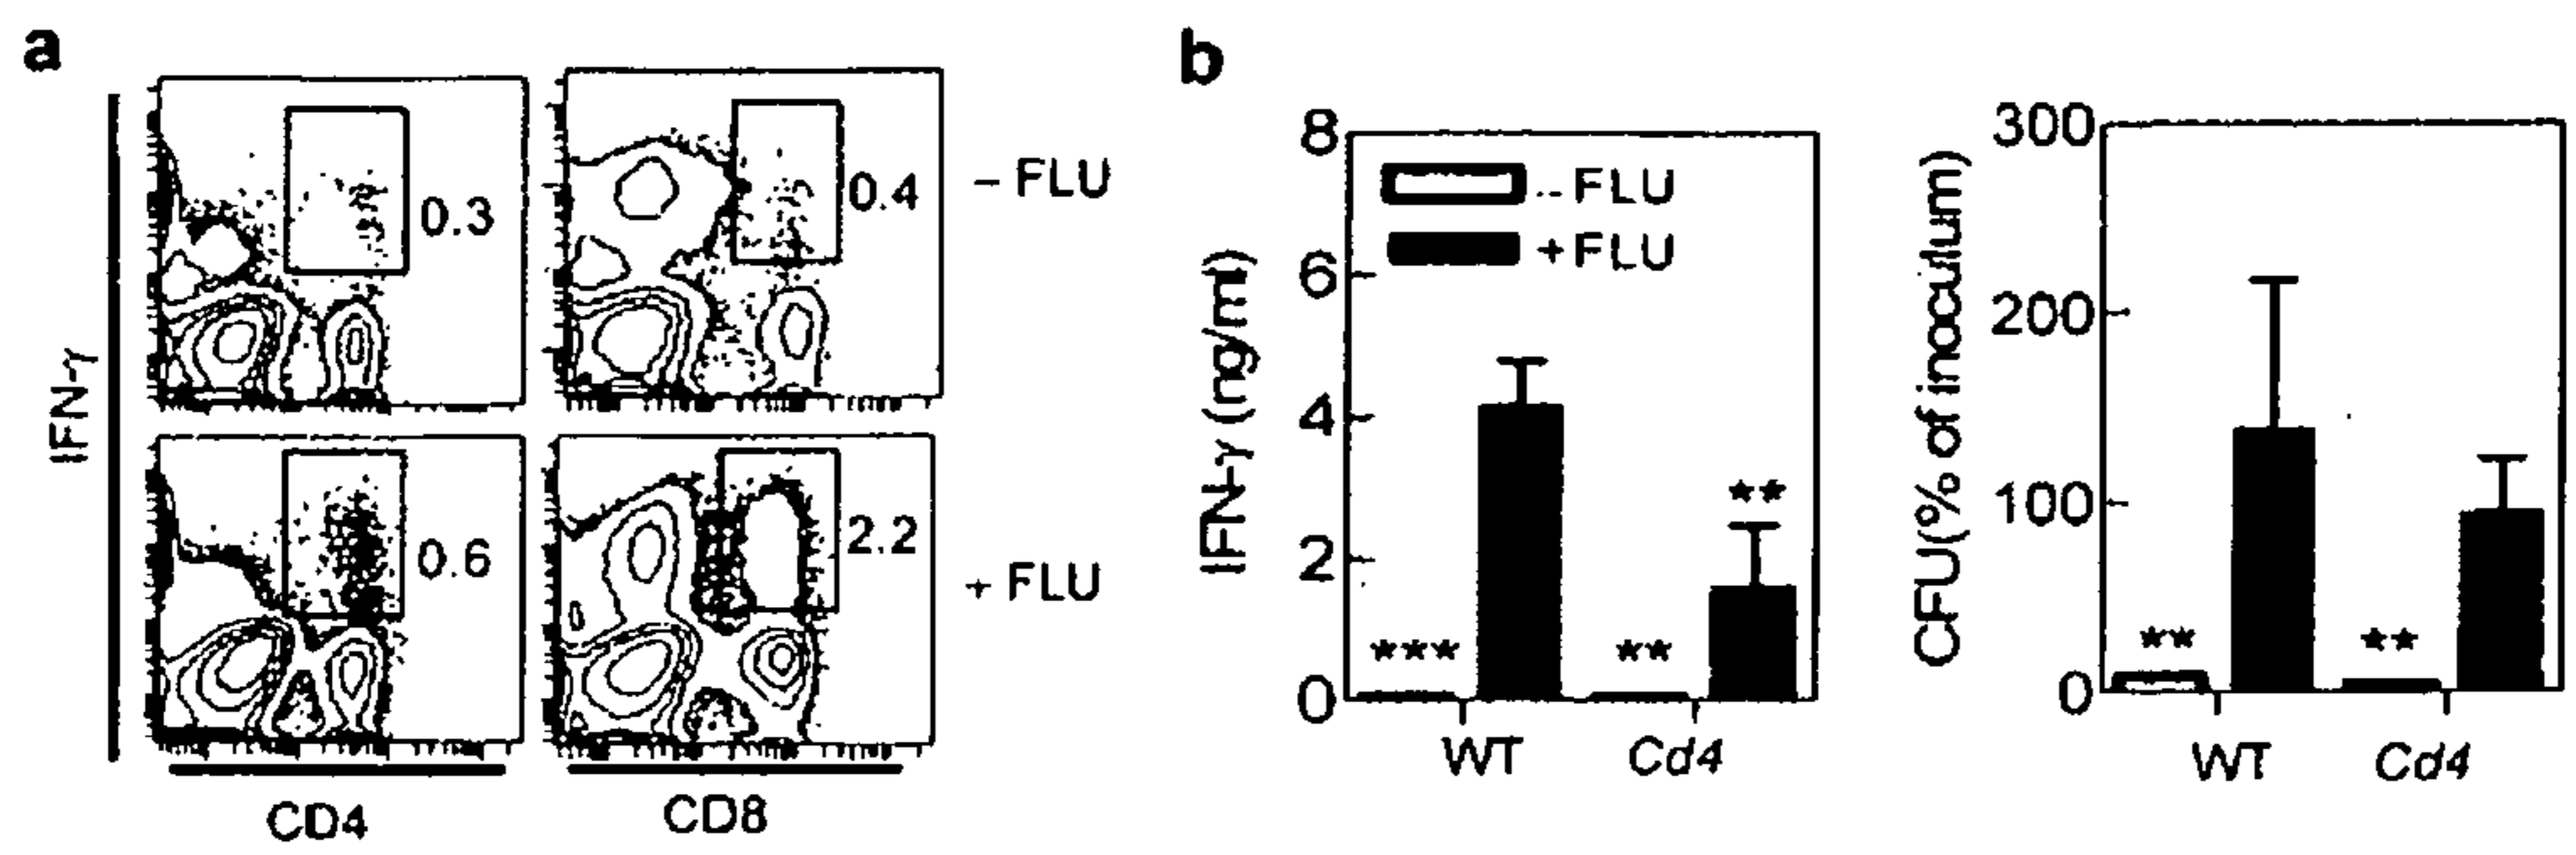 a
IFN-γ
0.3
0.4
– FLU
0.6
2.2
+ FLU
CD4
CD8
b
IFN-γ (ng/ml)
8
6
4
2
0
– FLU
+ FLU
***
**
**
WT
Cd4
CFU(% of inoculum)
300
200
100
0
**
**
WT
Cd4